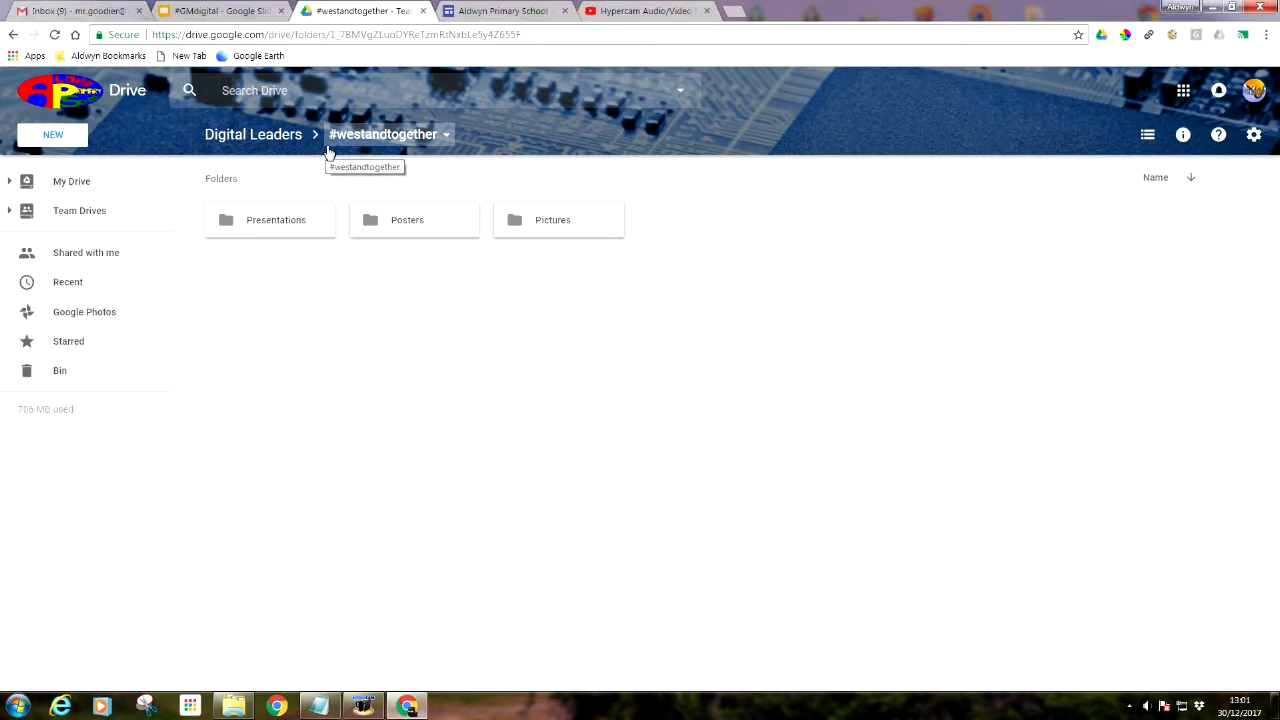 Inbox (9) - mr.goodier@
#GMdigital - Google Slid
#westandtogether - Tea
Aldwyn Primary School
Hypercam Audio/Video
Aldwyn
Secure https://drive.google.com/drive/folders/1_7BMVgZLuoDYReTzmRtNxbLe5y4Z655F
Apps Aldwyn Bookmarks New Tab Google Earth
PRIMARY
Drive
Search Drive
NEW
Digital Leaders > #westandtogether
#westandtogether
Folders
Name
Presentations
Posters
Pictures
My Drive
Team Drives
Shared with me
Recent
Google Photos
Starred
Bin
706 MB used
13:01
30/12/2017